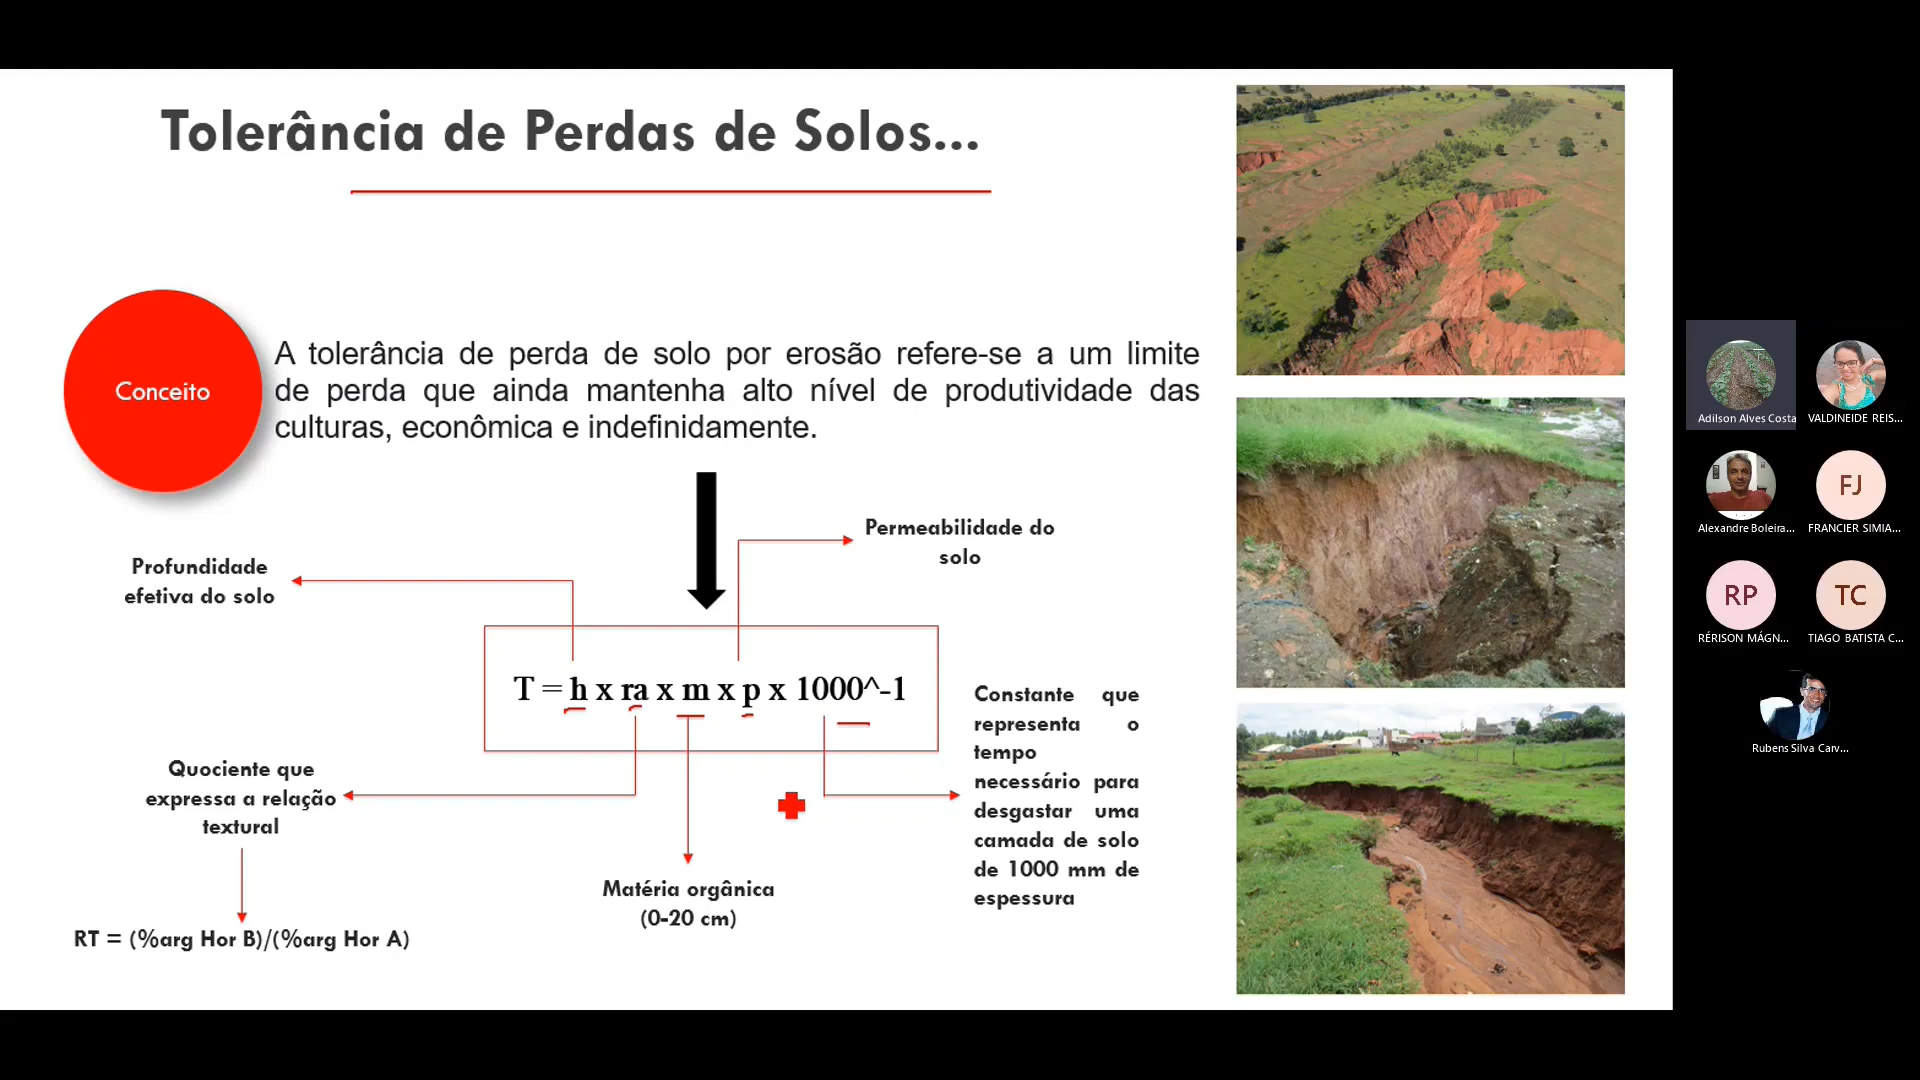 Tolerância de Perdas de Solos...
Conceito
A tolerância de perda de solo por erosão refere-se a um limite
de perda que ainda mantenha alto nível de produtividade das
culturas, econômica e indefinidamente.
Permeabilidade do
solo
Profundidade
efetiva do solo
T = h x ra x m x p x 1000^-1
Quociente que
expressa a relação
textural
RT = (%arg Hor B)/(%arg Hor A)
Matéria orgânica
(0-20 cm)
Constante que
representa o
tempo
necessário para
desgastar uma
camada de solo
de 1000 mm de
espessura
Adilson Alves Costa
VALDINEIDE REIS...
Alexandre Boleira...
FJ
FRANCIER SIMIA...
RP
RÉRISON MÁGN...
TC
TIAGO BATISTA C...
Rubens Silva Carv...